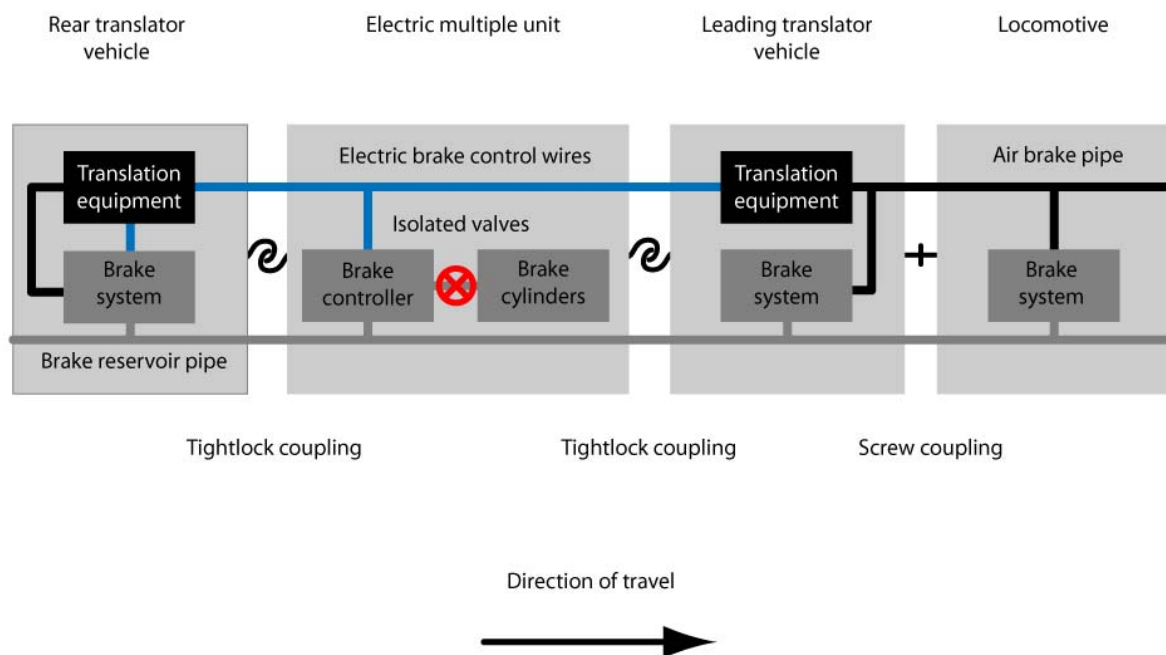 Rear translator
vehicle
Electric multiple unit
Leading translator
vehicle
Locomotive
Translation
equipment
Electric brake control wires
Translation
equipment
Air brake pipe
Isolated valves
Brake
system
Brake
controller
Brake
cylinders
Brake
system
Brake
system
Brake reservoir pipe
Tightlock coupling
Tightlock coupling
Screw coupling
Direction of travel